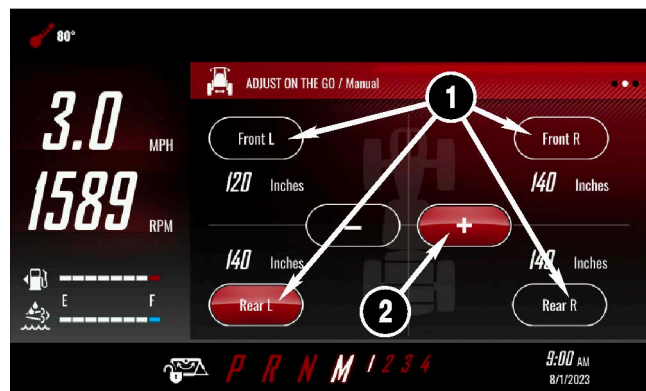 80°
ADJUST ON THE GO / Manual
1
3.0 MPH
Front L
Front R
120 Inches
140 Inches
1589 RPM
− +
140 Inches
140 Inches
E F
Rear L
2
Rear R
P R N M 1 2 3 4
9:00 AM
8/1/2023